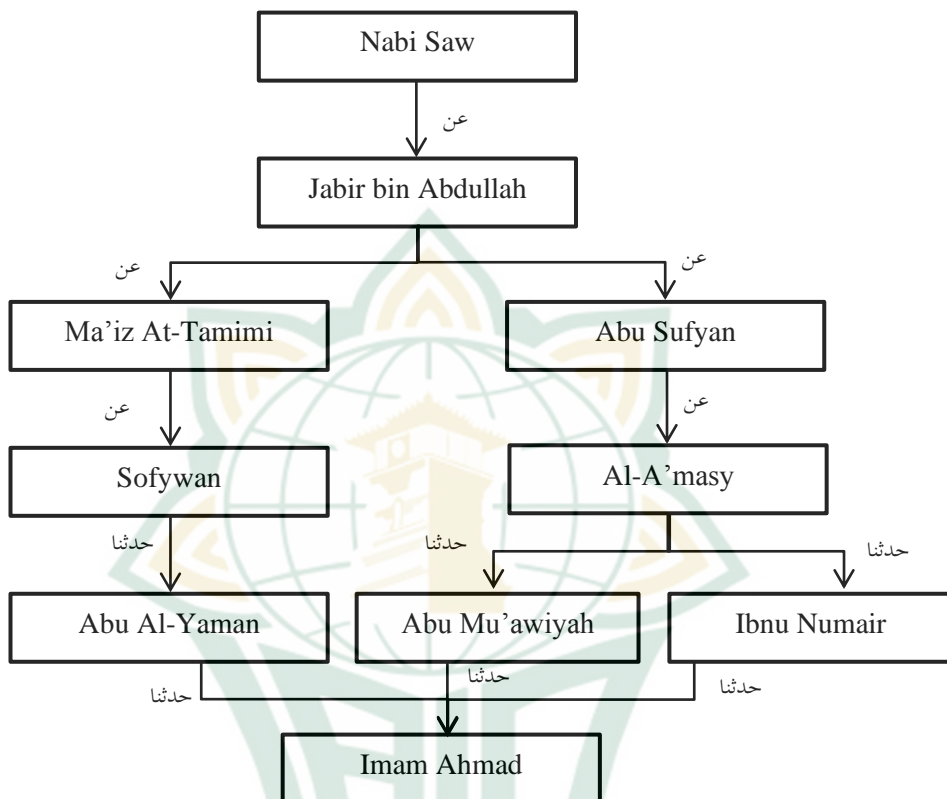 Nabi Saw
عن
Jabir bin Abdullah
عن
عن
Ma’iz At-Tamimi
Abu Sufyan
عن
عن
Sofywan
Al-A’masy
حدثنا
حدثنا
حدثنا
Abu Al-Yaman
Abu Mu’awiyah
Ibnu Numair
حدثنا
حدثنا
حدثنا
Imam Ahmad